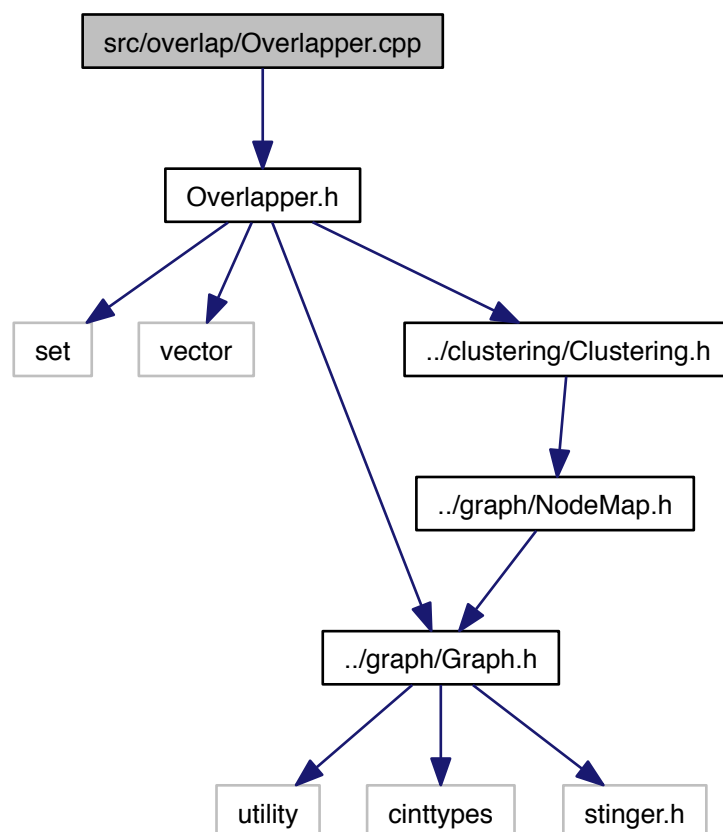 src/overlap/Overlapper.cpp
Overlapper.h
set
vector
../clustering/Clustering.h
../graph/NodeMap.h
../graph/Graph.h
utility
cinttypes
stinger.h